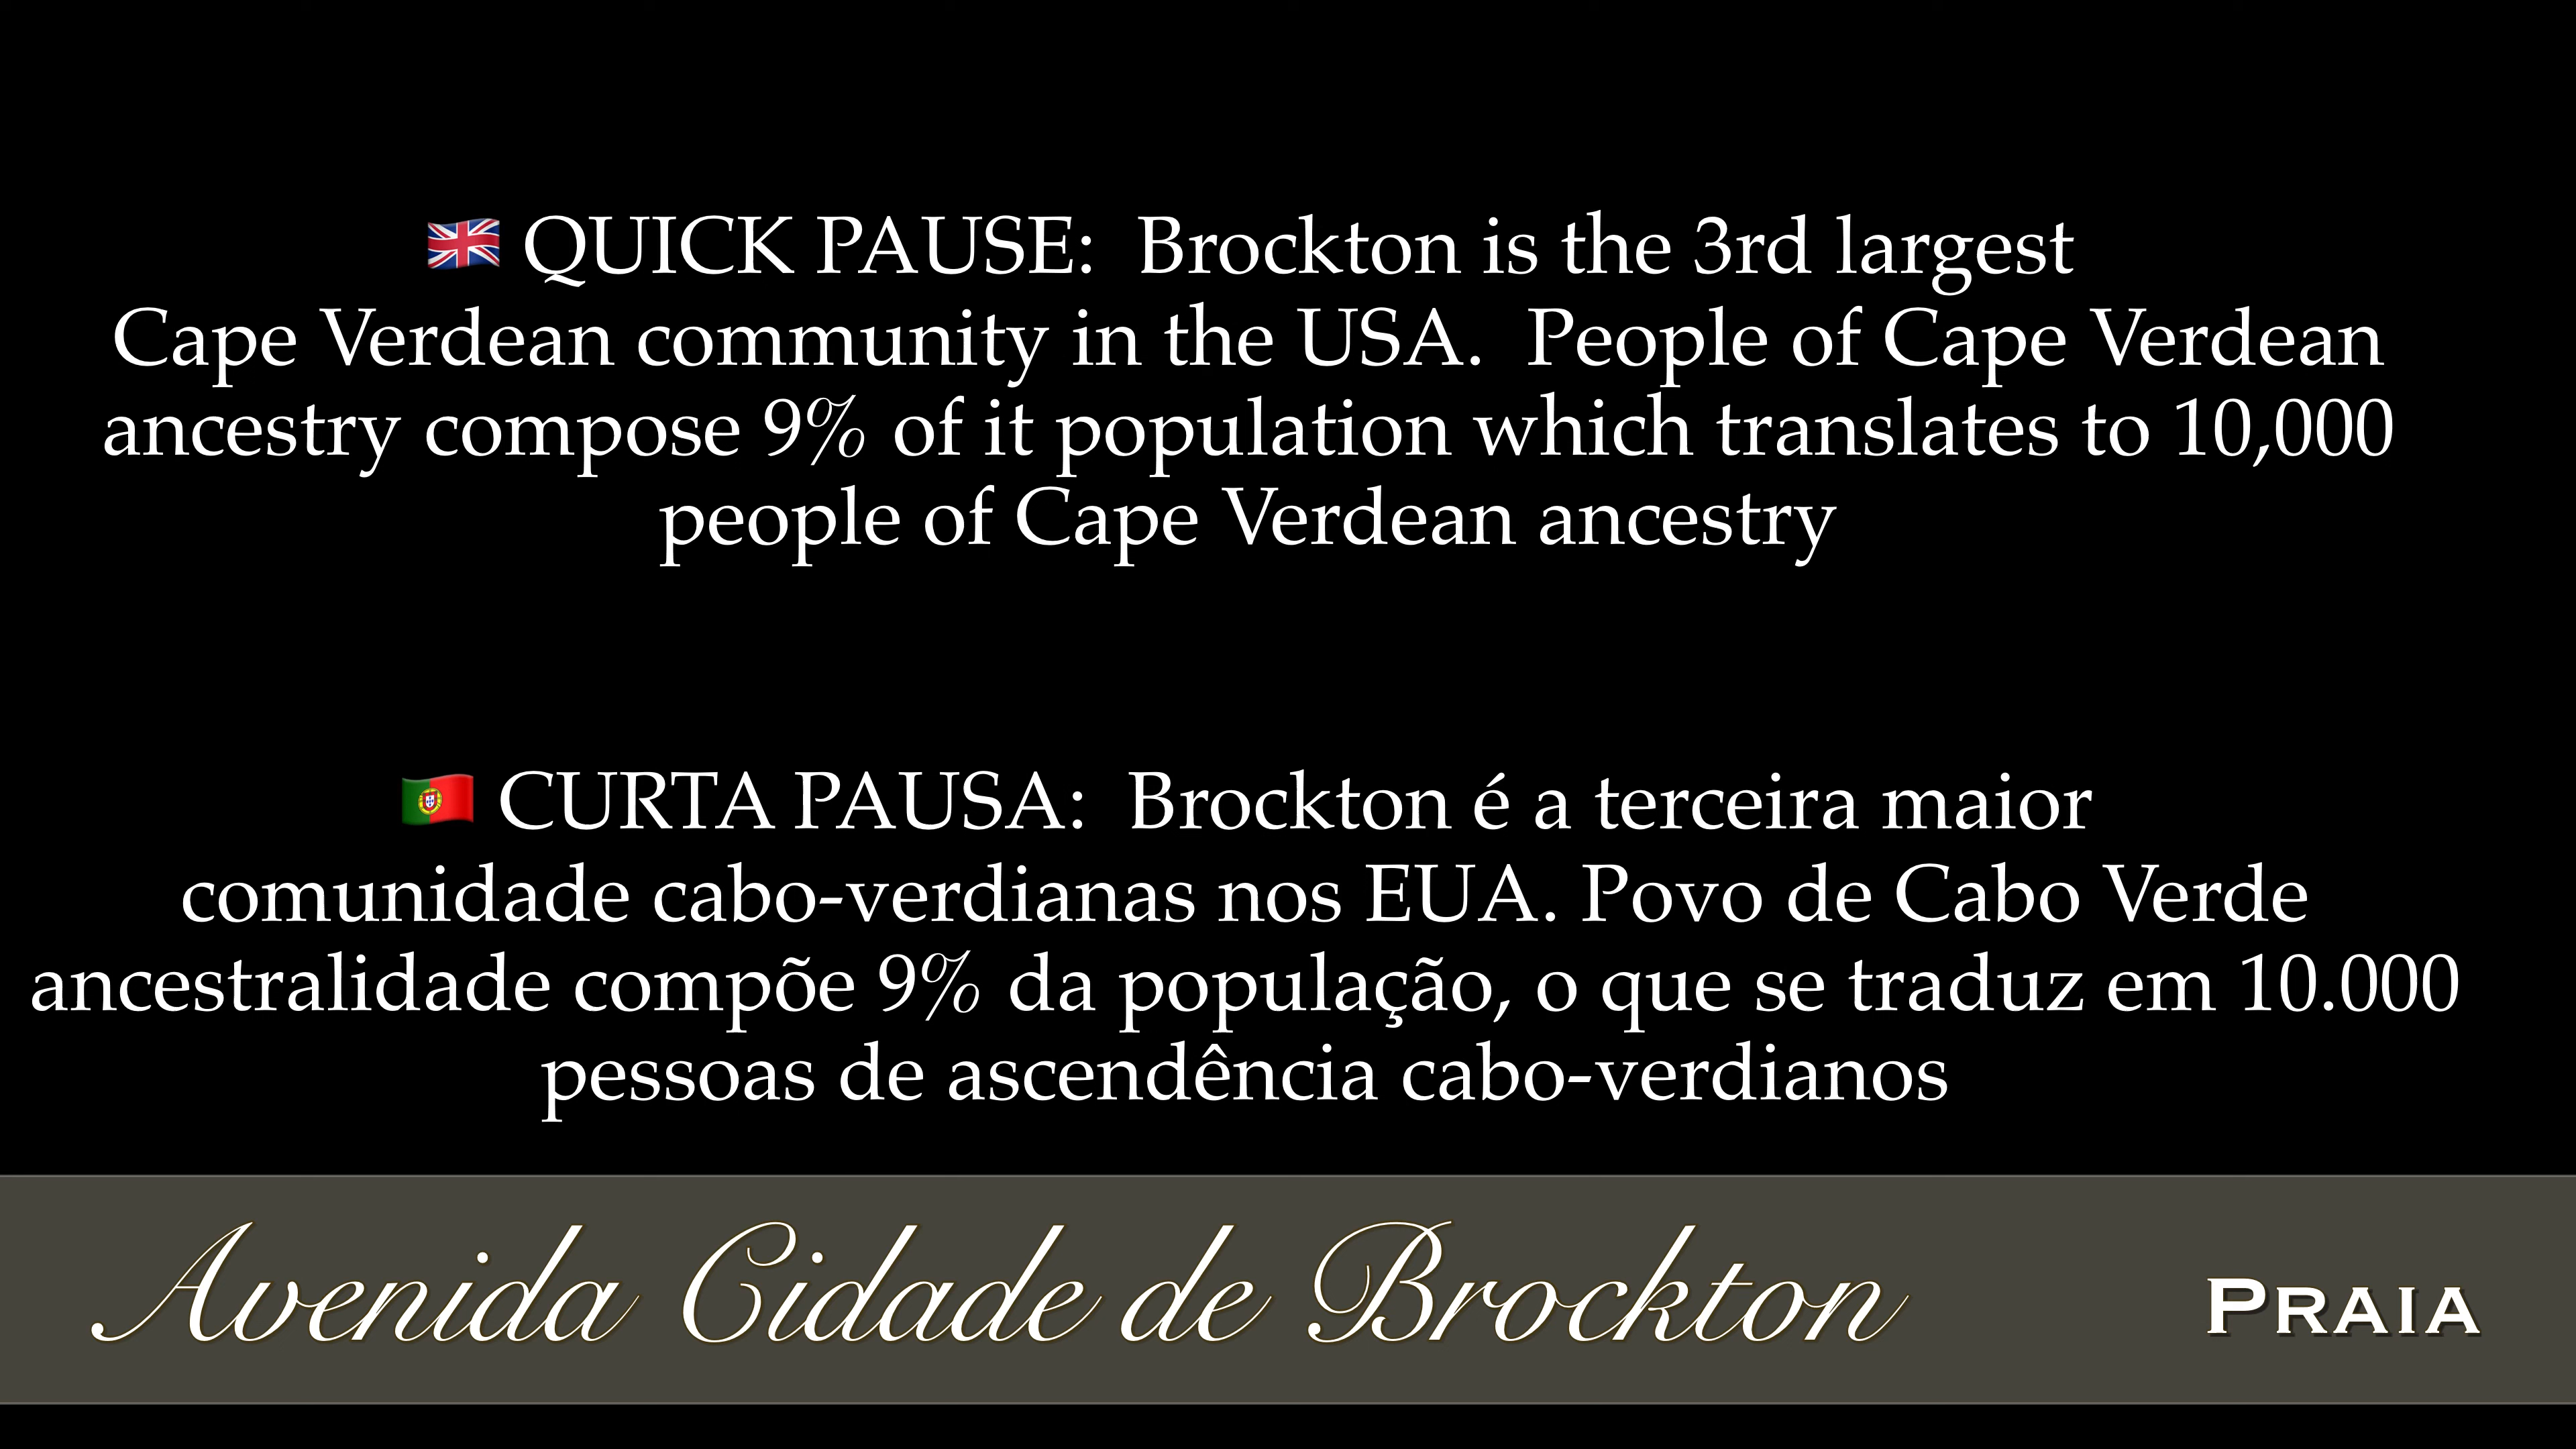 🇬🇧 QUICK PAUSE:  Brockton is the 3rd largest
Cape Verdean community in the USA.  People of Cape Verdean
ancestry compose 9% of it population which translates to 10,000
people of Cape Verdean ancestry
🇵🇹 CURTA PAUSA:  Brockton é a terceira maior
comunidade cabo-verdianas nos EUA. Povo de Cabo Verde
ancestralidade compõe 9% da população, o que se traduz em 10.000
pessoas de ascendência cabo-verdianos
Avenida Cidade de Brockton
PRAIA